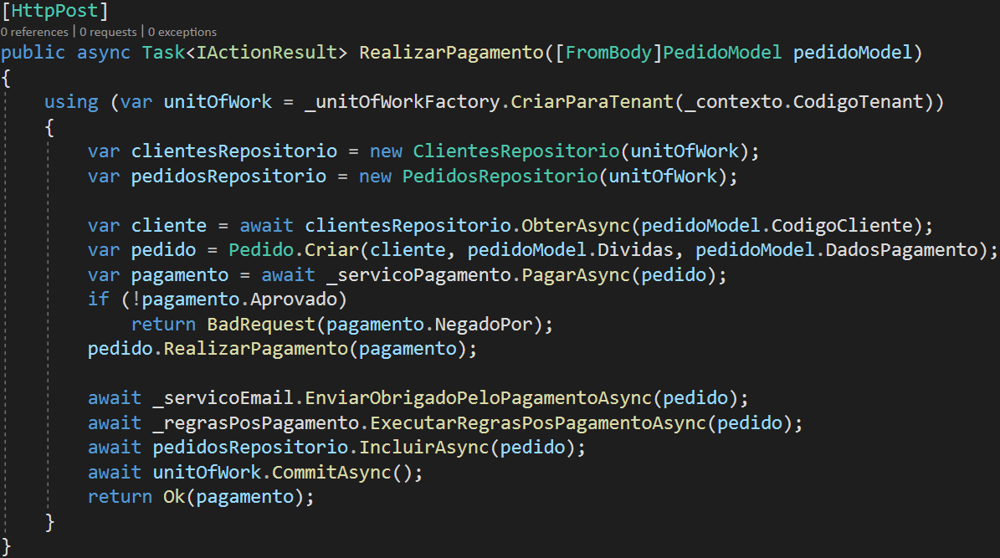 [HttpPost]
0 references | 0 requests | 0 exceptions
public async Task<IActionResult> RealizarPagamento([FromBody]PedidoModel pedidoModel)
{
    using (var unitOfWork = _unitOfWorkFactory.CriarParaTenant(_contexto.CodigoTenant))
    {
        var clientesRepositorio = new ClientesRepositorio(unitOfWork);
        var pedidosRepositorio = new PedidosRepositorio(unitOfWork);

        var cliente = await clientesRepositorio.ObterAsync(pedidoModel.CodigoCliente);
        var pedido = Pedido.Criar(cliente, pedidoModel.Dividas, pedidoModel.DadosPagamento);
        var pagamento = await _servicoPagamento.PagarAsync(pedido);
        if (!pagamento.Aprovado)
            return BadRequest(pagamento.NegadoPor);
        pedido.RealizarPagamento(pagamento);

        await _servicoEmail.EnviarObrigadoPeloPagamentoAsync(pedido);
        await _regrasPosPagamento.ExecutarRegrasPosPagamentoAsync(pedido);
        await pedidosRepositorio.IncluirAsync(pedido);
        await unitOfWork.CommitAsync();
        return Ok(pagamento);
    }
}